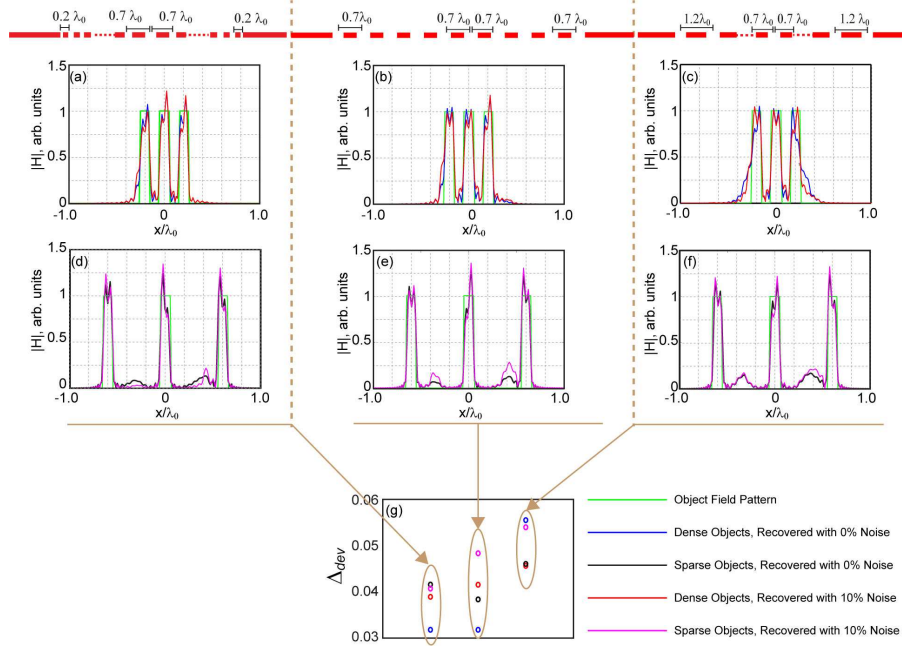 0.2 λ₀ 0.7 λ₀ 0.7 λ₀ 0.2 λ₀ 0.7λ₀ 0.7 λ₀ 0.7 λ₀ 0.7 λ₀ 1.2λ₀ 0.7λ₀ 0.7 λ₀ 1.2 λ₀
(a)
|H|, arb. units
1.5
1
0.5
0
-1.0 0 1.0
x/λ₀
(b)
|H|, arb. units
1.5
1
0.5
0
-1.0 0 1.0
x/λ₀
(c)
|H|, arb. units
1.5
1
0.5
0
-1.0 0 1.0
x/λ₀
(d)
|H|, arb. units
1.5
1
0.5
0
-1.0 0 1.0
x/λ₀
(e)
|H|, arb. units
1.5
1
0.5
0
-1.0 0 1.0
x/λ₀
(f)
|H|, arb. units
1.5
1
0.5
0
-1.0 0 1.0
x/λ₀
(g)
Δdev
0.06
0.05
0.04
0.03
Object Field Pattern
Dense Objects, Recovered with 0% Noise
Sparse Objects, Recovered with 0% Noise
Dense Objects, Recovered with 10% Noise
Sparse Objects, Recovered with 10% Noise